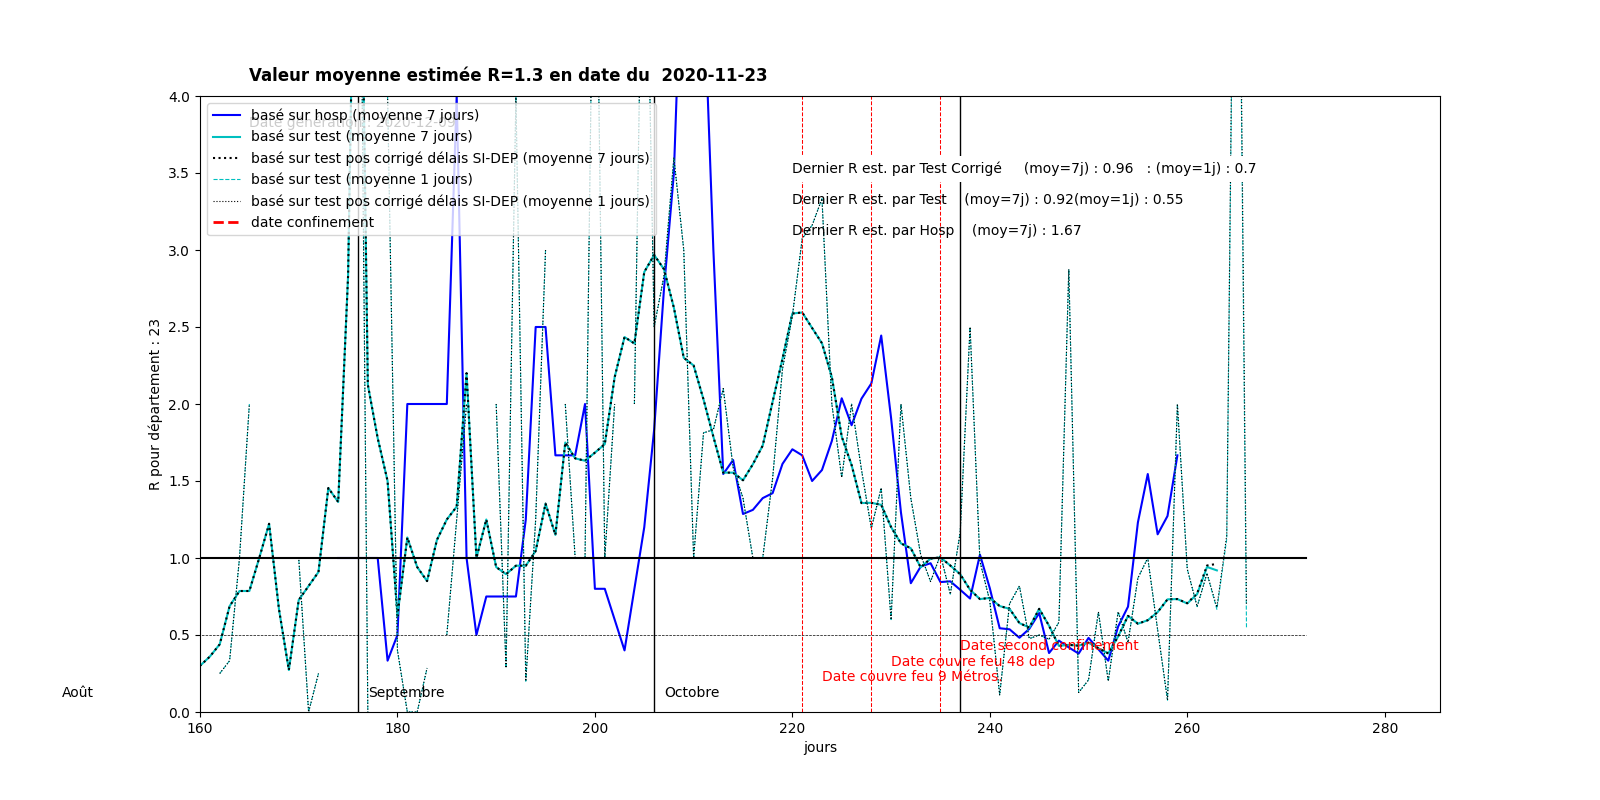 Valeur moyenne estimée R=1.3 en date du  2020-11-23
4.0
3.5
3.0
2.5
2.0
1.5
1.0
0.5
0.0
R pour département : 23
basé sur hosp (moyenne 7 jours)
Date génération : 2020-12-09
basé sur test (moyenne 7 jours)
basé sur test pos corrigé délais SI-DEP (moyenne 7 jours)
basé sur test (moyenne 1 jours)
basé sur test pos corrigé délais SI-DEP (moyenne 1 jours)
date confinement
Dernier R est. par Test Corrigé     (moy=7j) : 0.96   : (moy=1j) : 0.7
Dernier R est. par Test    (moy=7j) : 0.92(moy=1j) : 0.55
Dernier R est. par Hosp    (moy=7j) : 1.67
Date second confinement
Date couvre feu 48 dep
Date couvre feu 9 Métros
Août
Septembre
Octobre
160 180 200 220 240 260 280
jours